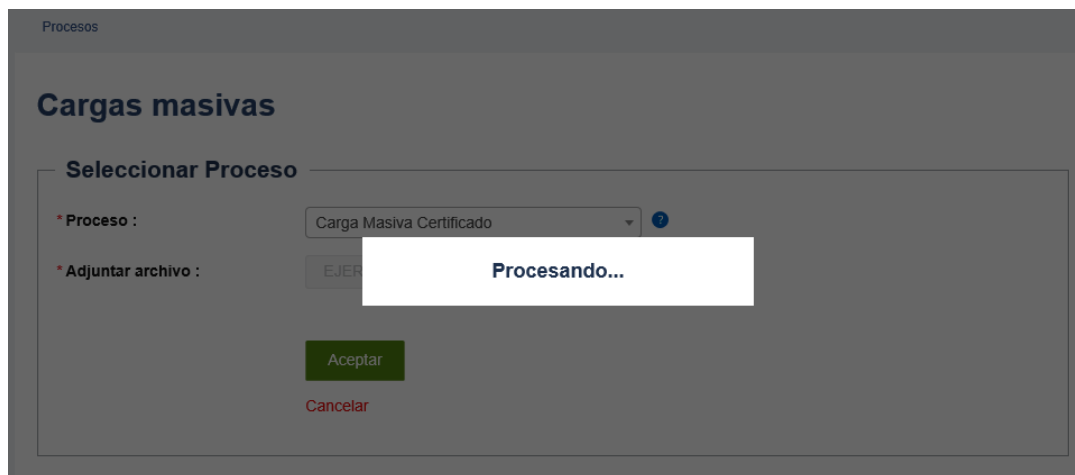 Procesos
Cargas masivas
Seleccionar Proceso
* Proceso :
Carga Masiva Certificado
?
* Adjuntar archivo :
Procesando...
Aceptar
Cancelar